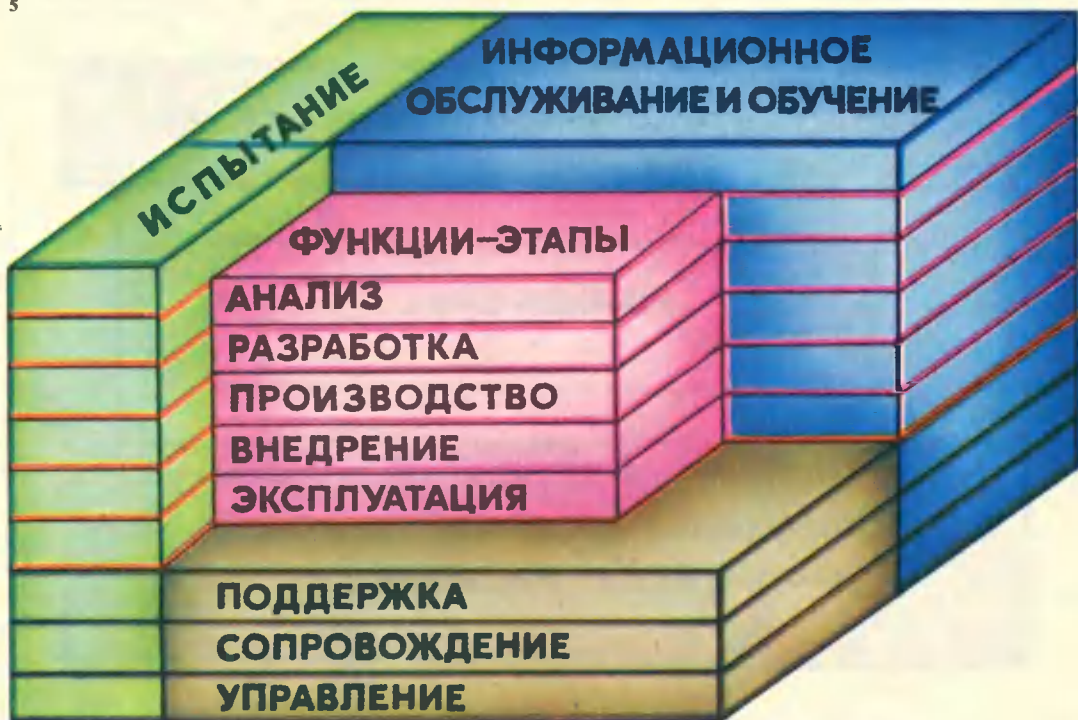 5
ИНФОРМАЦИОННОЕ
ОБСЛУЖИВАНИЕ И ОБУЧЕНИЕ
ИСПЫТАНИЕ
ФУНКЦИИ-ЭТАПЫ
АНАЛИЗ
РАЗРАБОТКА
ПРОИЗВОДСТВО
ВНЕДРЕНИЕ
ЭКСПЛУАТАЦИЯ
ПОДДЕРЖКА
СОПРОВОЖДЕНИЕ
УПРАВЛЕНИЕ